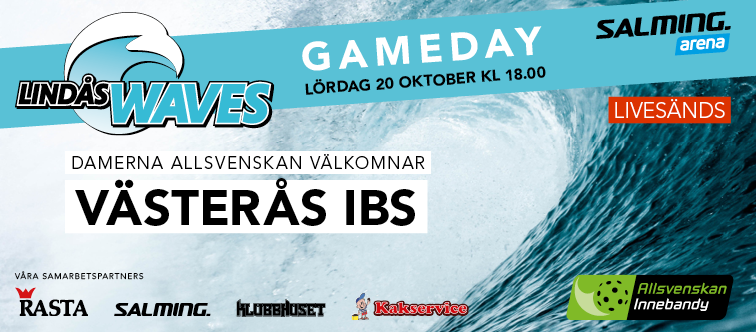 LINDÅS WAVES
GAMEDAY
LÖRDAG 20 OKTOBER KL 18.00
SALMING.
arena
LIVESÄNDS
DAMERNA ALLSVENSKAN VÄLKOMNAR
VÄSTERÅS IBS
VÅRA SAMARBETSPARTNERS
RASTA SALMING. KLUBBHUSET Kakservice
Allsvenskan
Innebandy